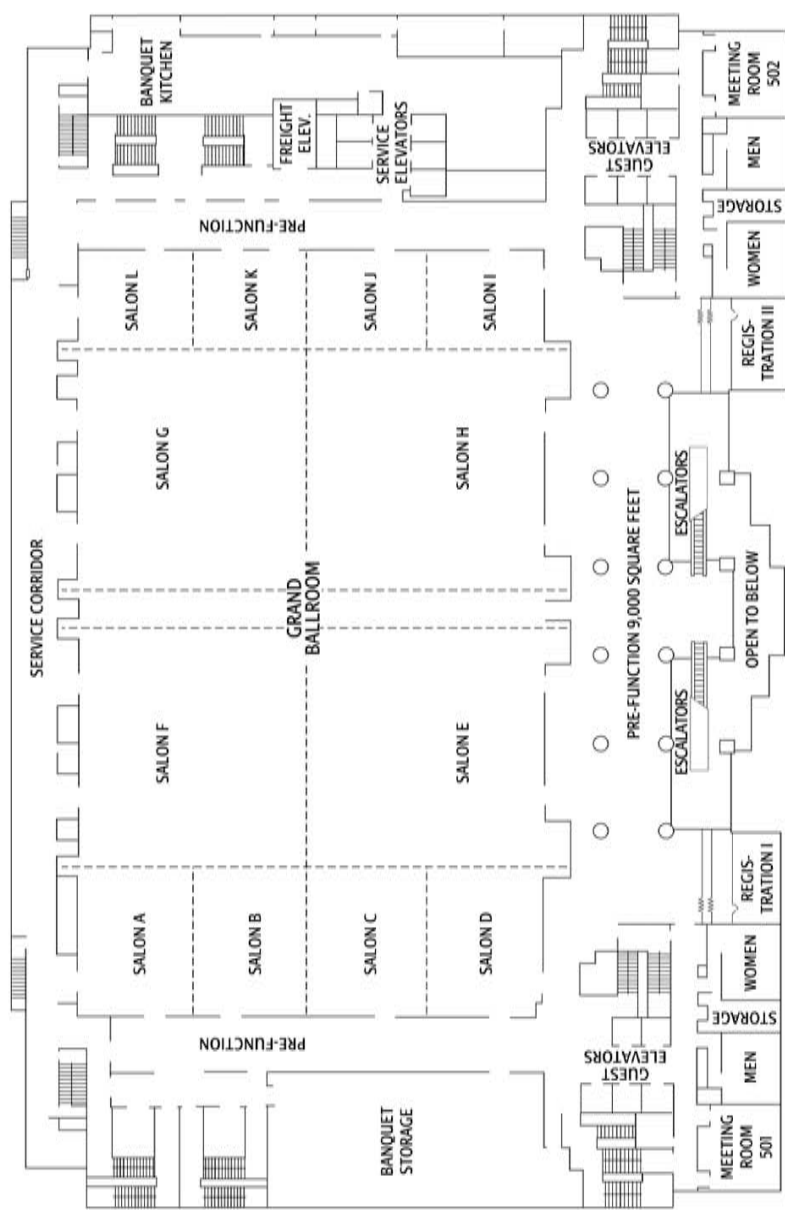 SERVICE CORRIDOR
BANQUET
KITCHEN
FREIGHT
ELEV.
SERVICE
ELEVATORS
PRE-FUNCTION
SALON A
SALON B
SALON C
SALON D
SALON F
SALON E
GRAND
BALLROOM
SALON G
SALON H
SALON L
SALON K
SALON J
SALON I
PRE-FUNCTION
BANQUET
STORAGE
PRE-FUNCTION 9,000 SQUARE FEET
GUEST
ELEVATORS
GUEST
ELEVATORS
ESCALATORS
ESCALATORS
OPEN TO BELOW
MEETING
ROOM
501
MEN
STORAGE
WOMEN
REGIS-
TRATION I
REGIS-
TRATION II
WOMEN
STORAGE
MEN
MEETING
ROOM
502